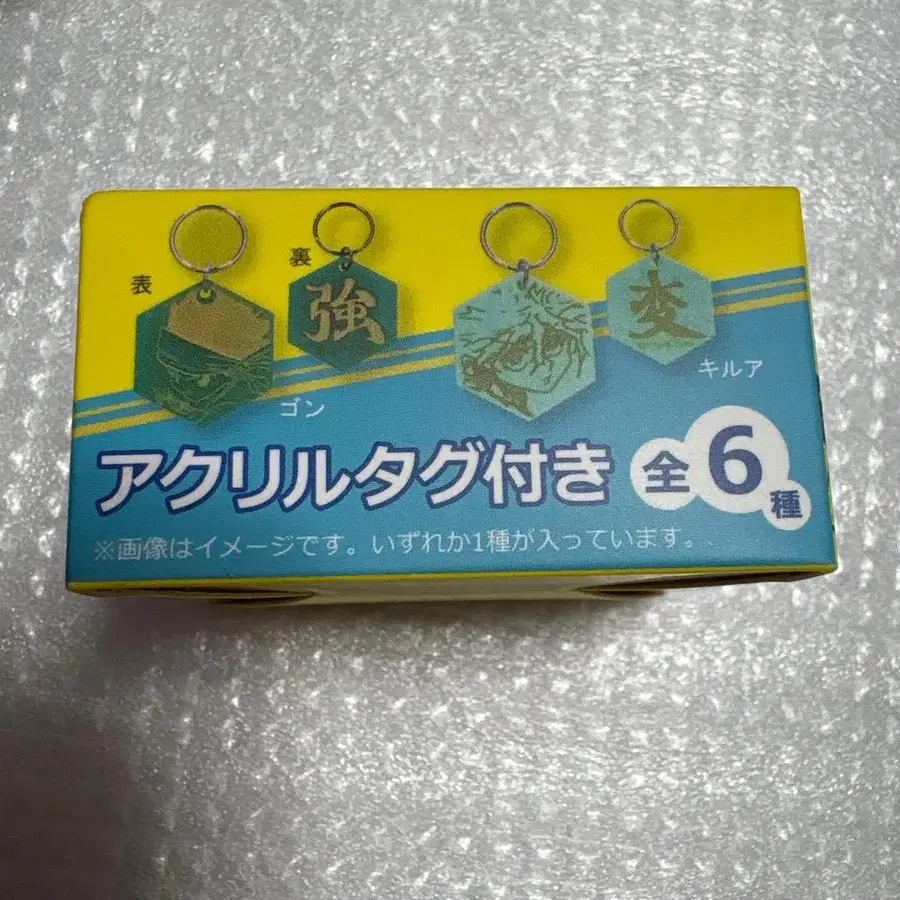 表
裏
強
変
ゴン
キルア
アクリルタグ付き 全6種
※画像はイメージです。いずれか1種が入っています。